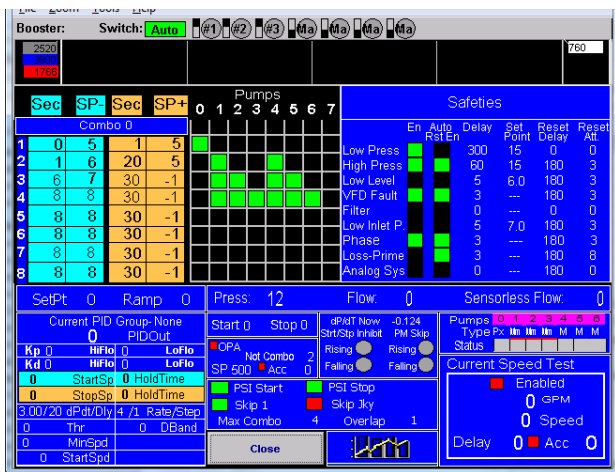 File Zoom Tools Help
Booster: Switch: Auto #1 #2 #3 Ma Ma Ma Ma
2520
3900
1766
760
Sec SP- Sec SP+
Pumps
0 1 2 3 4 5 6 7
Combo 0
1 0 5 1 5
2 1 6 20 5
3 6 7 30 -1
4 8 8 30 -1
5 8 8 30 -1
6 8 8 30 -1
7 8 8 30 -1
8 8 8 30 -1
Safeties
En Auto Rst En Delay Set Point Reset Delay Reset Att.
Low Press 300 15 0 0
High Press 60 15 180 3
Low Level 5 6.0 180 3
VFD Fault 3 --- 180 3
Filter 0 --- 0 0
Low Inlet P. 5 7.0 180 3
Phase 3 --- 180 3
Loss-Prime 3 --- 180 8
Analog Sys 0 --- 180 0
SetPt 0 Ramp 0
Press: 12 Flow: 0 Sensorless Flow: 0
Current PID Group- None
0 PIDOut
Kp 0 HiFlo 0 LoFlo
Kd 0 HiFlo 0 LoFlo
0 StartSp 0 HoldTime
0 StopSp 0 HoldTime
3.00/20 dPdt/Dly 4 /1 Rate/Step
0 Thr 0 DBand
0 MinSpd
0 StartSpd
Start 0 Stop 0
OPA
Not Combo 2
SP 500 Acc 0
dP/dT Now -0.124
Strt/Stp Inhibit PM Skip
Rising Rising
Falling Falling
PSI Start PSI Stop
Skip 1 Skip Jky
Max Combo 4 Overlap 1
Close
Pumps 0 1 2 3 4 5 6
Type Px Mn Mn Mn M M M
Status
Current Speed Test
Enabled
0 GPM
0 Speed
Delay 0 Acc 0